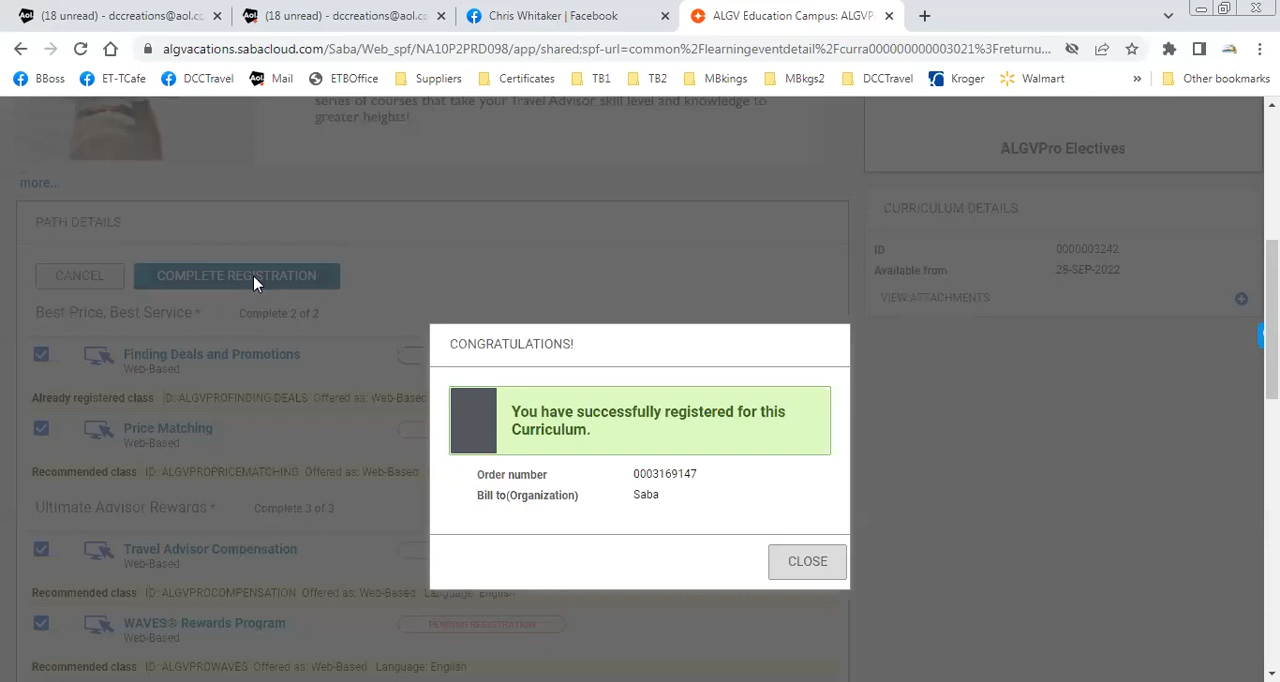 (18 unread) - dccreations@aol.cc
(18 unread) - dccreations@aol.cc
Chris Whitaker | Facebook
ALGV Education Campus: ALGVP
algvacations.sabacloud.com/Saba/Web_spf/NA10P2PRD098/app/shared;spf-url=common%2Flearningeventdetail%2Fcurra000000000003021%3Freturnu...
BBoss ET-TCafe DCCTravel Mail ETBOffice Suppliers Certificates TB1 TB2 MBkings MBkgs2 DCCTravel Kroger Walmart » Other bookmarks
series of courses that take your Travel Advisor skill level and knowledge to
greater heights!
ALGVPro Electives
more...
PATH DETAILS
CURRICULUM DETAILS
ID 0000003242
Available from 28-SEP-2022
VIEW ATTACHMENTS
CANCEL COMPLETE REGISTRATION
Best Price, Best Service * Complete 2 of 2
Finding Deals and Promotions
Web-Based
Already registered class ID: ALGVPROFINDING DEALS Offered as: Web-Based
Price Matching
Web-Based
Recommended class ID: ALGVPROPRICEMATCHING Offered as: Web-Based
Ultimate Advisor Rewards * Complete 3 of 3
Travel Advisor Compensation
Web-Based
Recommended class ID: ALGVPROCOMPENSATION Offered as: Web-Based Language: English
WAVES® Rewards Program
PENDING REGISTRATION
Web-Based
Recommended class ID: ALGVPROWAVES Offered as: Web-Based Language: English
CONGRATULATIONS!
You have successfully registered for this
Curriculum.
Order number 0003169147
Bill to(Organization) Saba
CLOSE